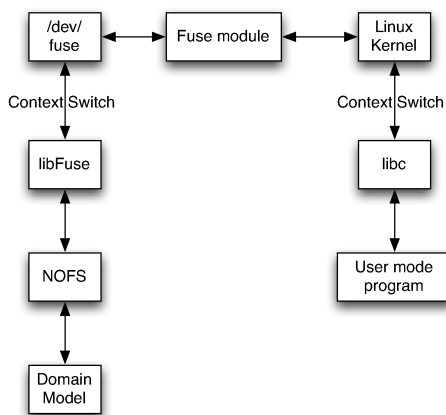 /dev/
fuse
Fuse module
Linux
Kernel
Context Switch
Context Switch
libFuse
libc
NOFS
User mode
program
Domain
Model